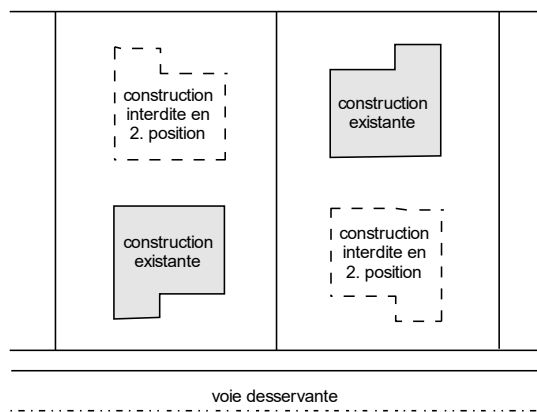 construction
interdite en
2. position
construction
existante
construction
existante
construction
interdite en
2. position
voie desservante